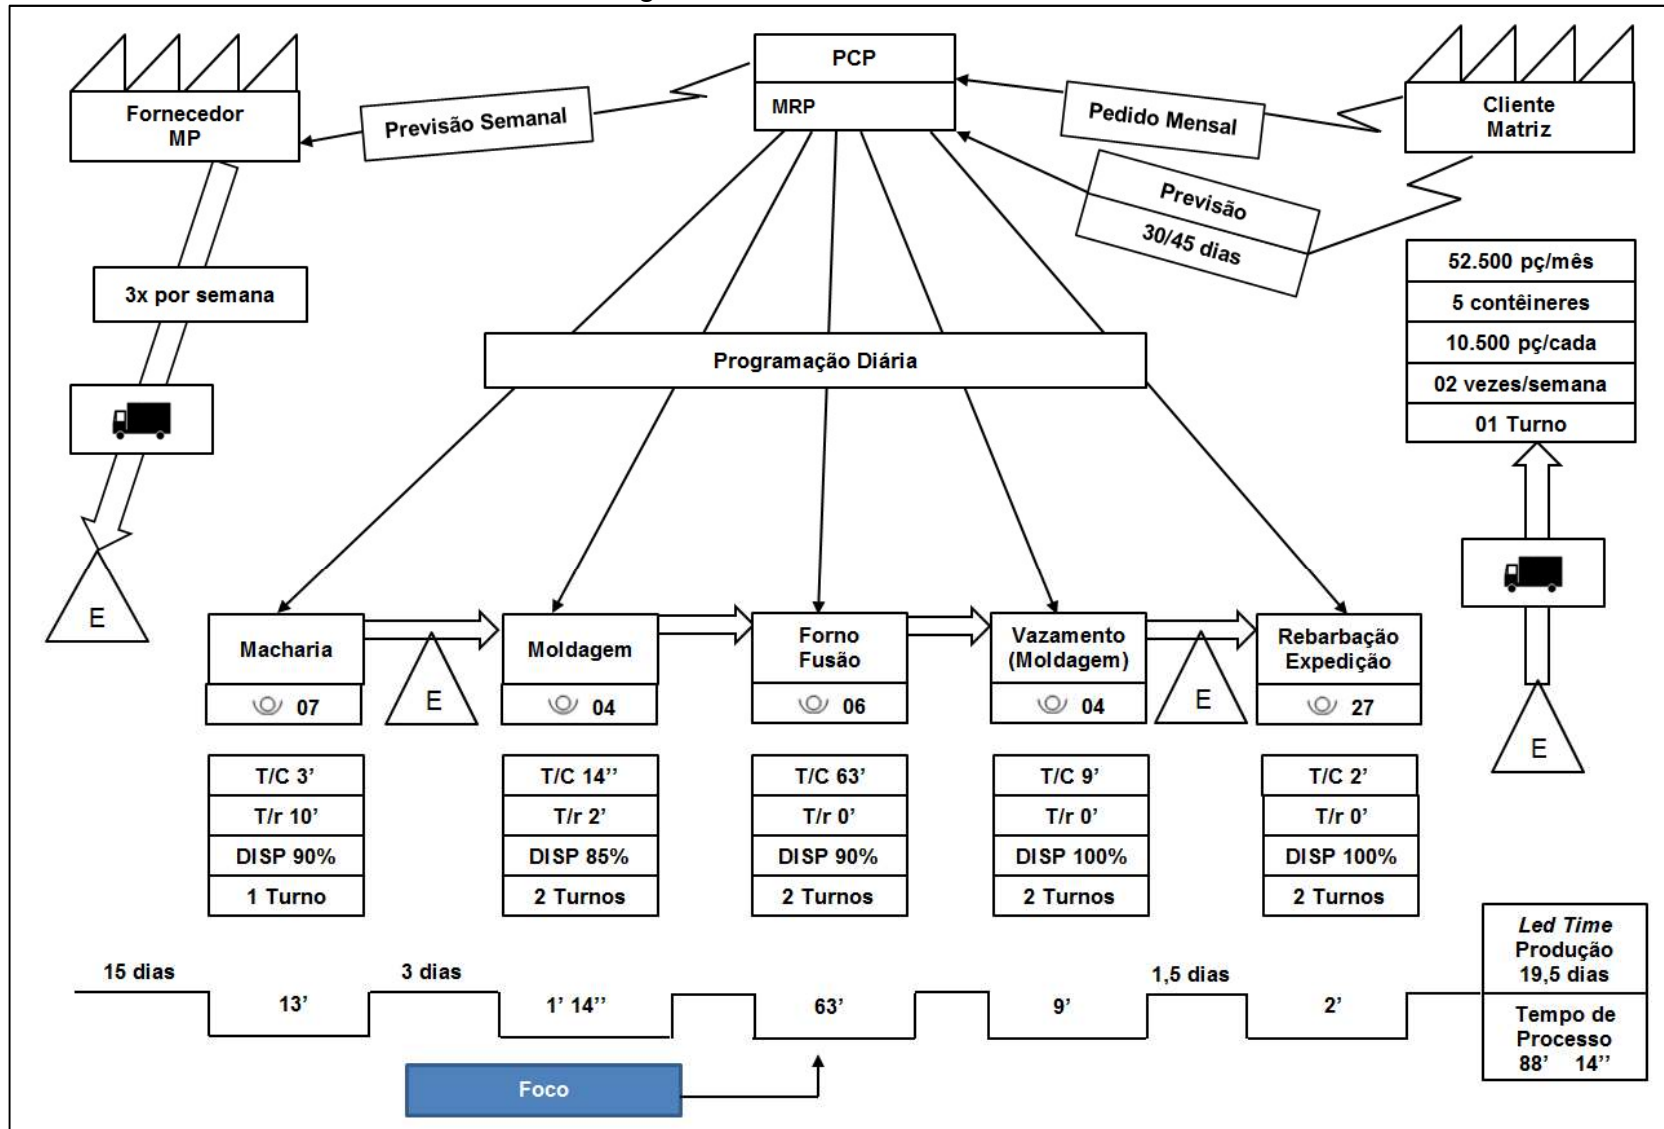 PCP
MRP
Fornecedor
MP
Previsão Semanal
Pedido Mensal
Cliente
Matriz
Previsão
30/45 dias
3x por semana
52.500 pç/mês
5 contêineres
10.500 pç/cada
02 vezes/semana
01 Turno
Programação Diária
E
Macharia
07
E
Moldagem
04
Forno
Fusão
06
Vazamento
(Moldagem)
04
E
Rebarbação
Expedição
27
E
T/C 3’
T/r 10’
DISP 90%
1 Turno
T/C 14’’
T/r 2’
DISP 85%
2 Turnos
T/C 63’
T/r 0’
DISP 90%
2 Turnos
T/C 9’
T/r 0’
DISP 100%
2 Turnos
T/C 2’
T/r 0’
DISP 100%
2 Turnos
15 dias
13’
3 dias
1’ 14’’
63’
9’
1,5 dias
2’
Led Time
Produção
19,5 dias
Tempo de
Processo
88’ 14’’
Foco